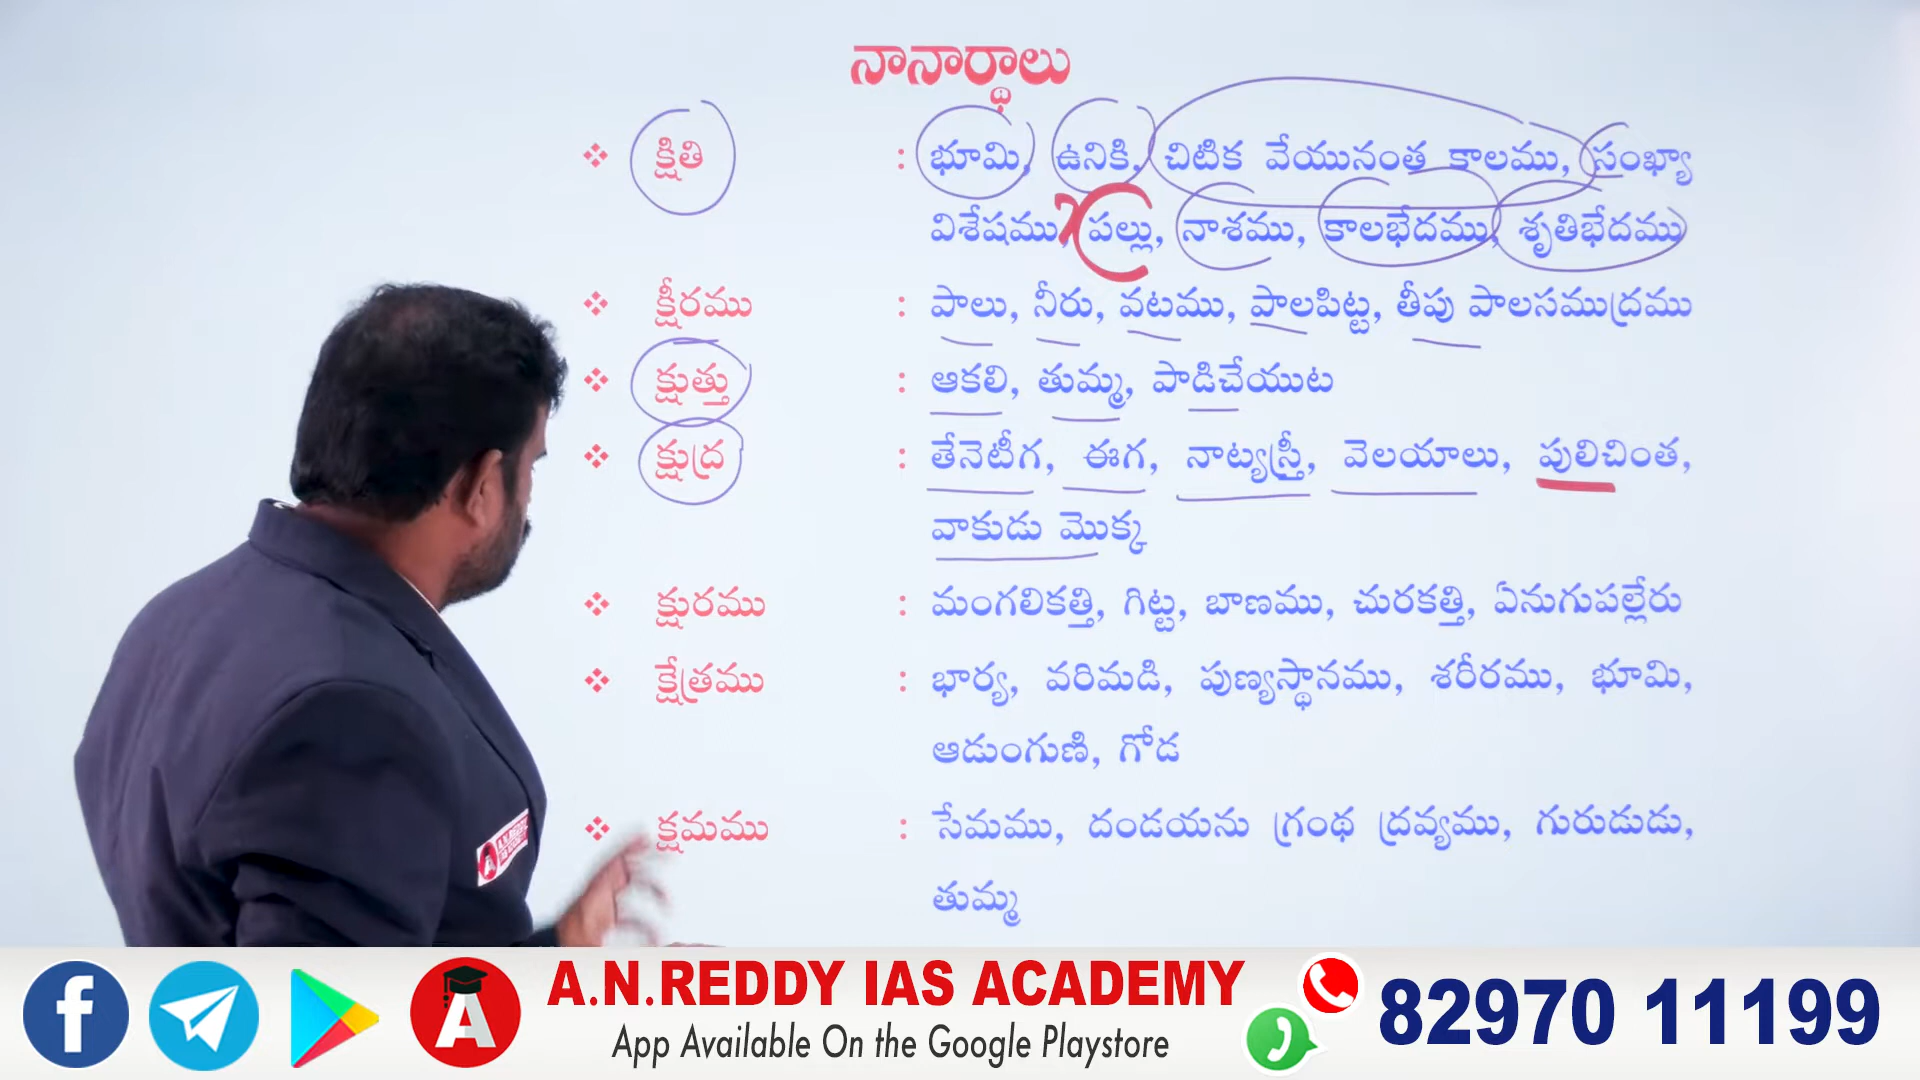 నానార్థాలు
❖ క్షితి : భూమి, ఉనికి, చిటిక వేయునంత కాలము, సంఖ్యా
విశేషము, పల్లు, నాశము, కాలభేదము, శృతిభేదము
❖ క్షీరము : పాలు, నీరు, వటము, పాలపిట్ట, తీపు పాలసముద్రము
❖ క్షుత్తు : ఆకలి, తుమ్మ, పాడిచేయుట
❖ క్షుద్ర : తేనెటీగ, ఈగ, నాట్యస్త్రీ, వెలయాలు, పులిచింత,
వాకుడు మొక్క
❖ క్షురము : మంగలికత్తి, గిట్ట, బాణము, చురకత్తి, ఏనుగుపల్లేరు
❖ క్షేత్రము : భార్య, వరిమడి, పుణ్యస్థానము, శరీరము, భూమి,
ఆడుంగుణి, గోడ
❖ క్షమము : సేమము, దండయను గ్రంథ ద్రవ్యము, గురుడుడు,
తుమ్మ
A.N.REDDY IAS ACADEMY
App Available On the Google Playstore
82970 11199